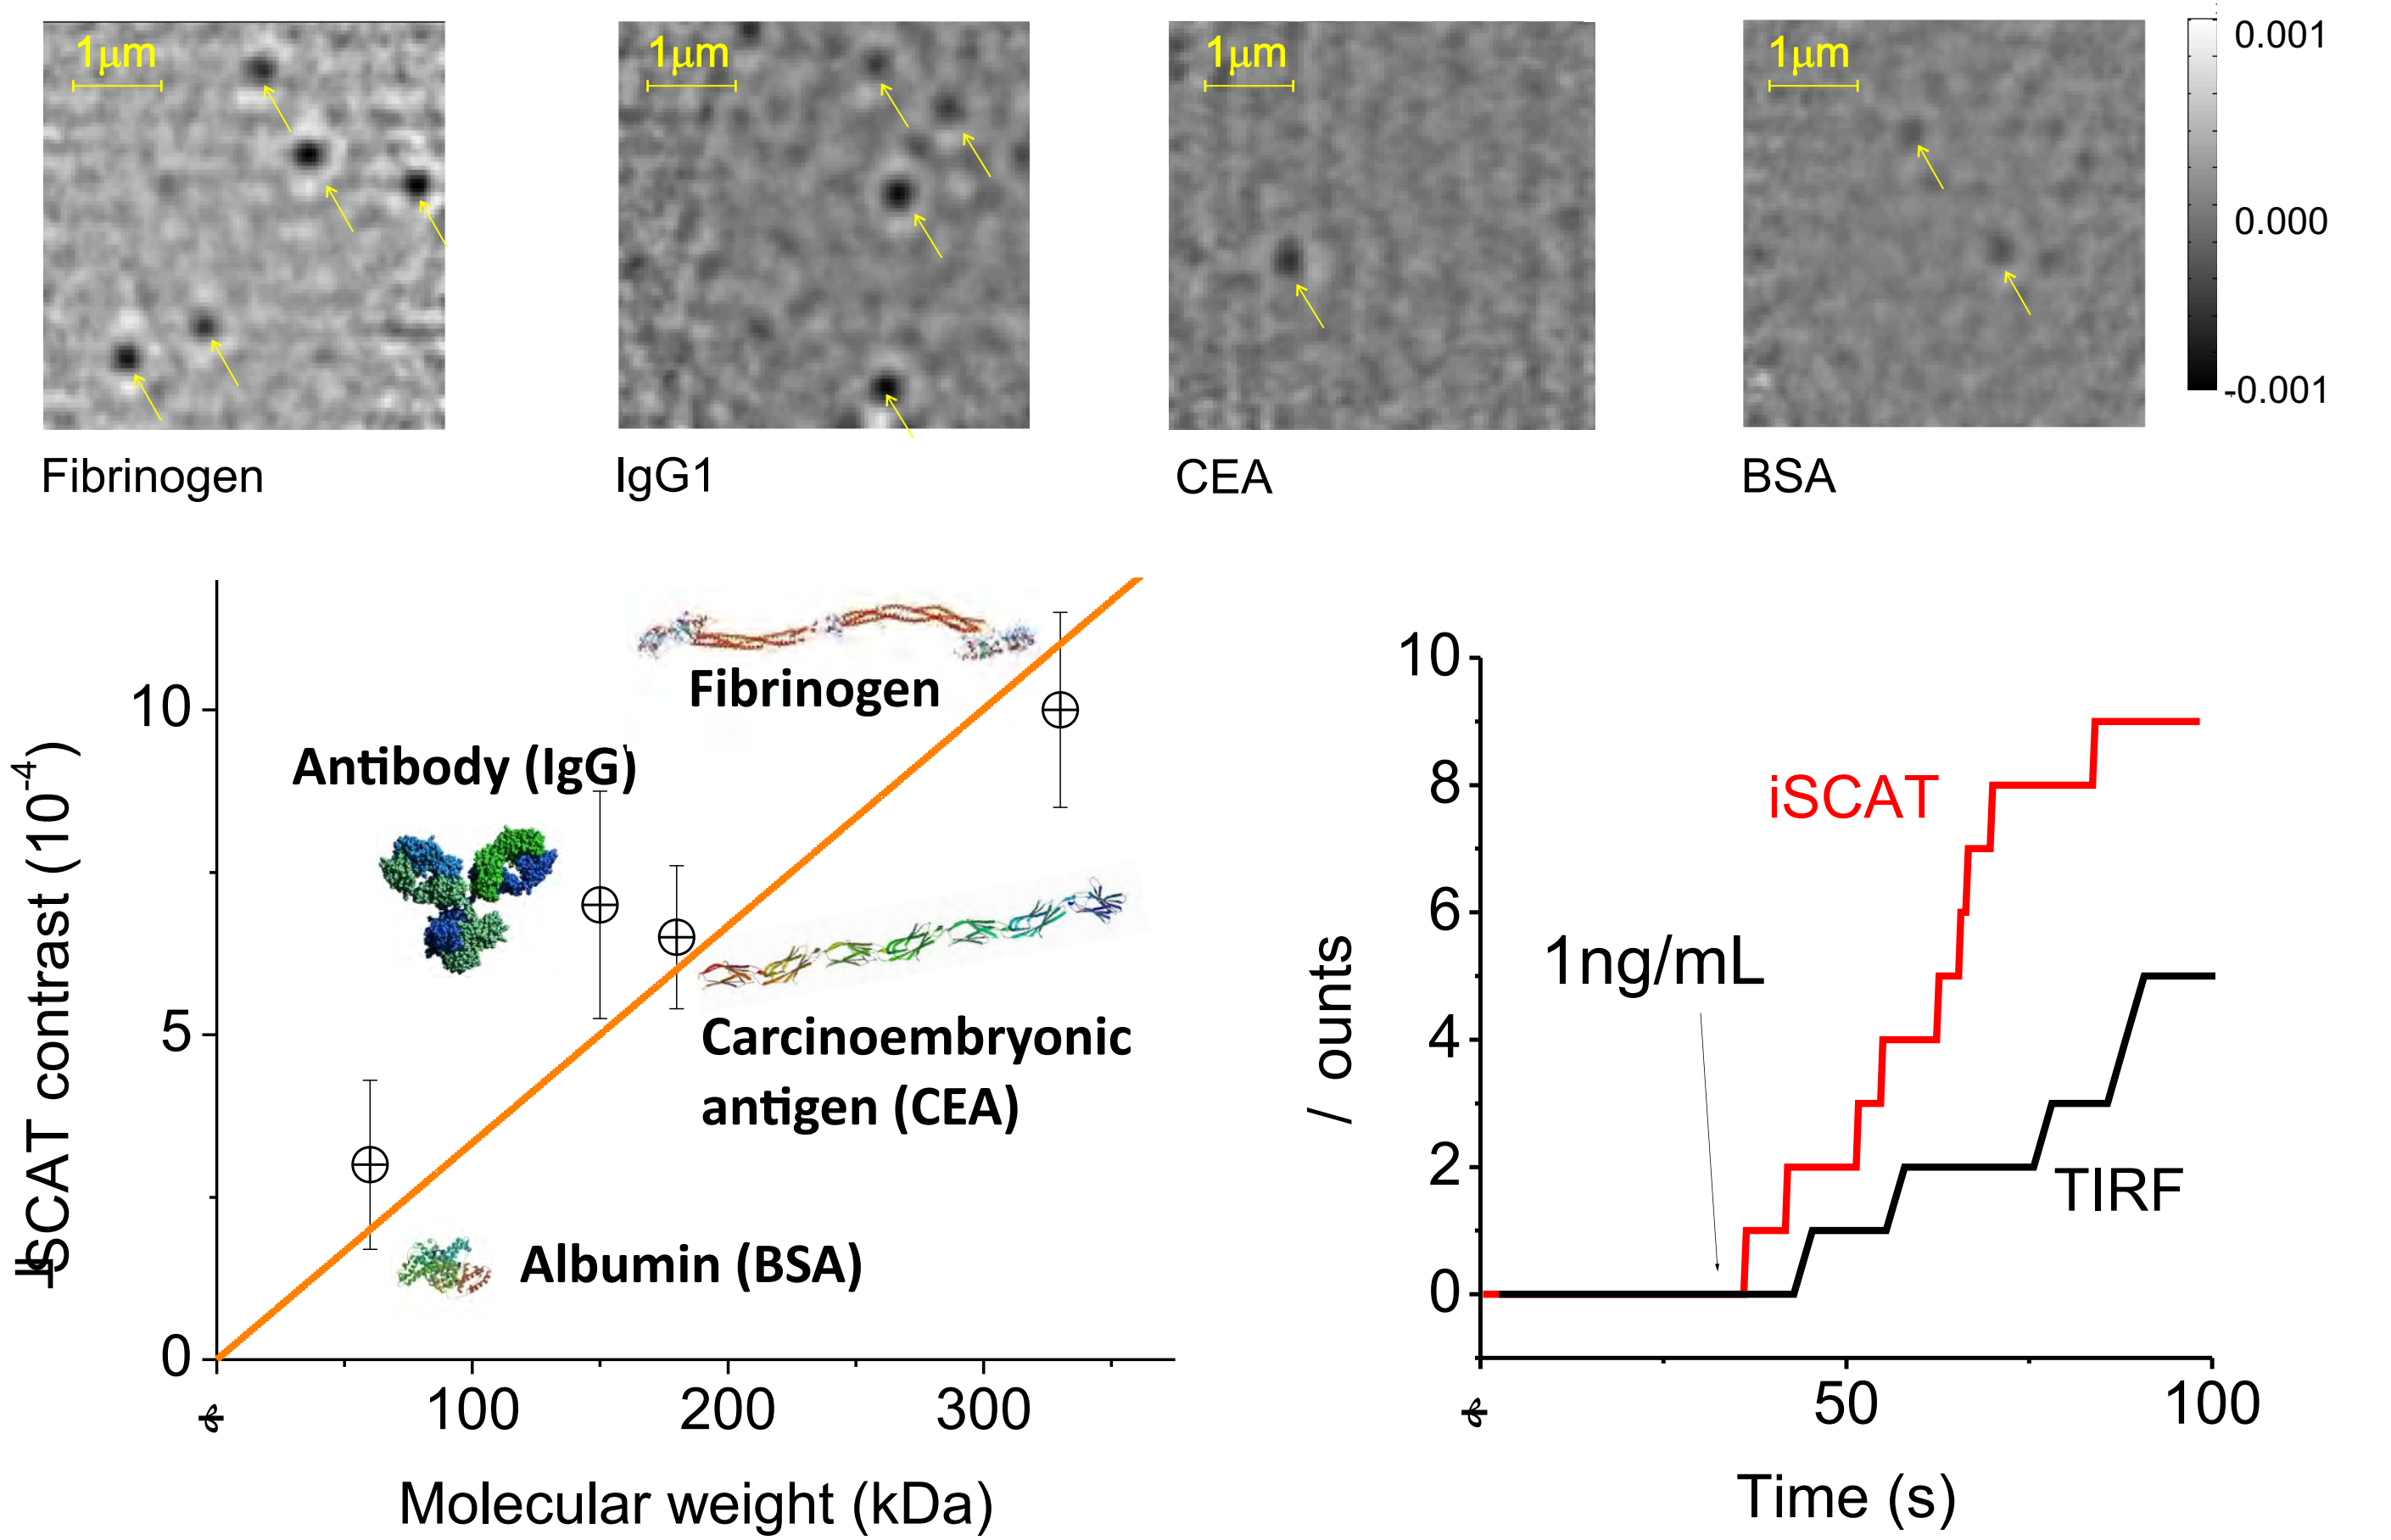 1μm
1μm
1μm
1μm
0.001
0.000
-0.001
Fibrinogen
IgG1
CEA
BSA
Fibrinogen
Antibody (IgG)
Carcinoembryonic
antigen (CEA)
Albumin (BSA)
10
5
0
100
200
300
SCAT contrast (10⁻⁴)
Molecular weight (kDa)
10
8
6
4
2
0
iSCAT
1ng/mL
TIRF
/ ounts
50
100
Time (s)